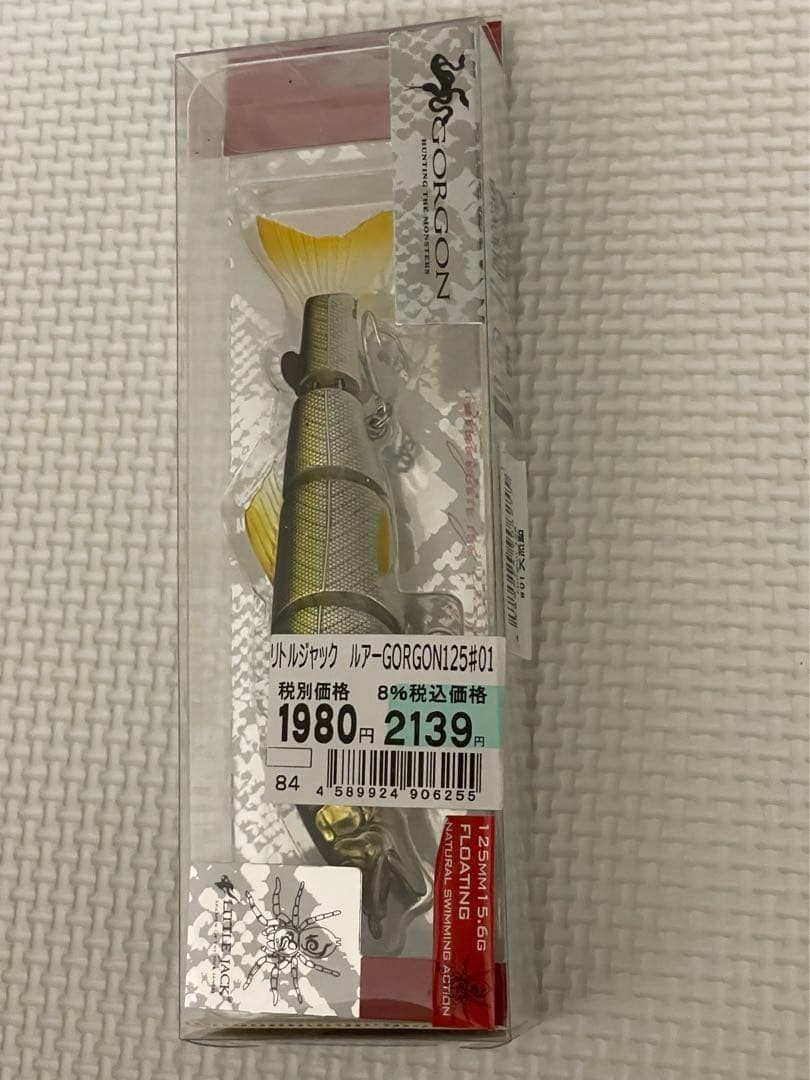 GORGON
HUNTING THE MONSTERS
リトルジャック ルアーGORGON125#01
税別価格 8%税込価格
1980円 2139円
84
4 589924 906255
125MM 15.6G
FLOATING
NATURAL SWIMMING ACTION
LITTLE JACK